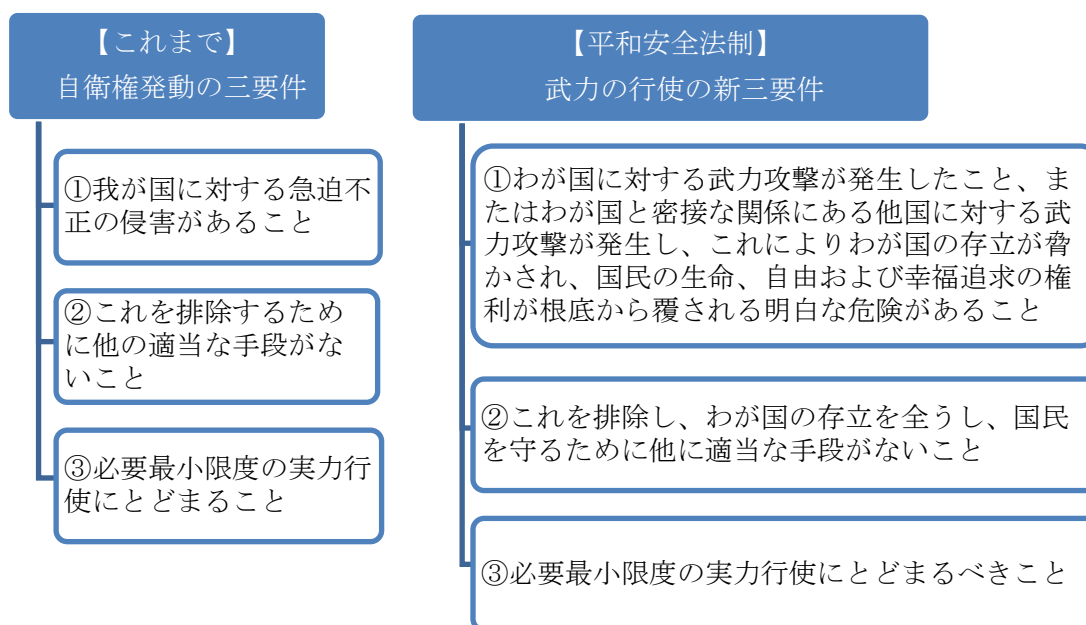 【これまで】
自衛権発動の三要件
①我が国に対する急迫不
正の侵害があること
②これを排除するため
に他の適当な手段がな
いこと
③必要最小限度の実力行
使にとどまること
【平和安全法制】
武力の行使の新三要件
①わが国に対する武力攻撃が発生したこと、ま
たはわが国と密接な関係にある他国に対する武
力攻撃が発生し、これによりわが国の存立が脅
かされ、国民の生命、自由および幸福追求の権
利が根底から覆される明白な危険があること
②これを排除し、わが国の存立を全うし、国民
を守るために他に適当な手段がないこと
③必要最小限度の実力行使にとどまるべきこと